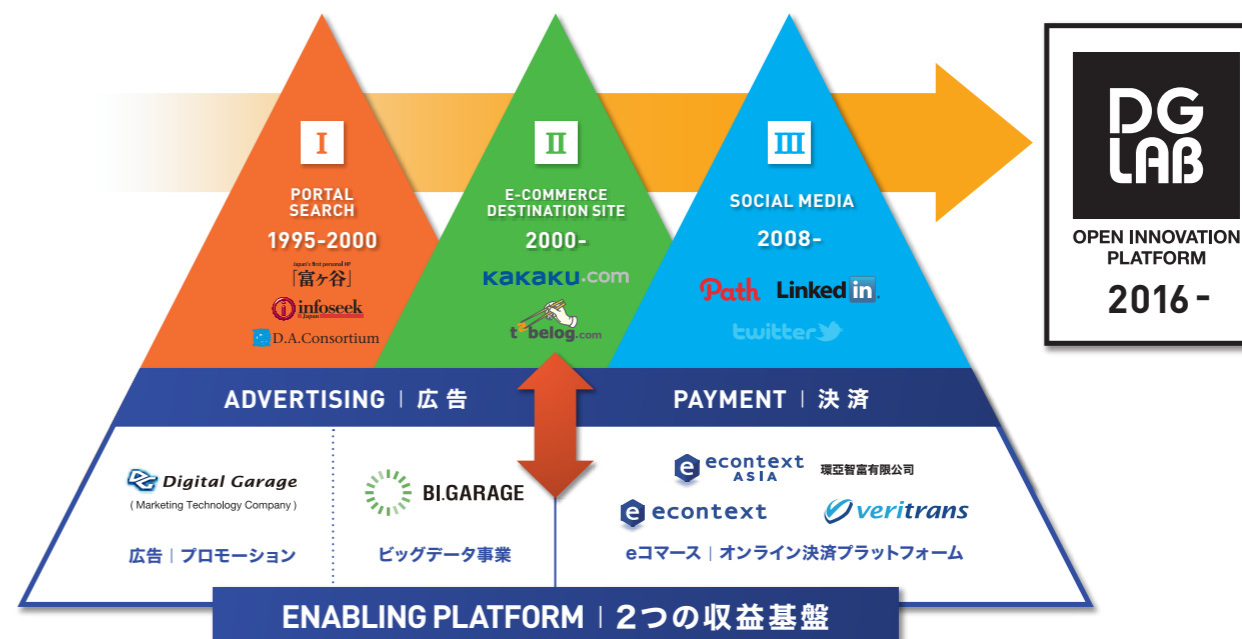 I
PORTAL
SEARCH
1995-2000
Japan's first personal HP
「富ヶ谷」
infoseek
Japan
D.A.Consortium
II
E-COMMERCE
DESTINATION SITE
2000-
KaKaKU.com
tabelog.com
III
SOCIAL MEDIA
2008-
Path Linked in
twitter
DG
LAB
OPEN INNOVATION
PLATFORM
2016 -
ADVERTISING | 広告
PAYMENT | 決済
DG Digital Garage
( Marketing Technology Company )
広告 | プロモーション
BI.GARAGE
ビッグデータ事業
e econtext
ASIA
環亞智富有限公司
e econtext
veritrans
eコマース | オンライン決済プラットフォーム
ENABLING PLATFORM | 2つの収益基盤